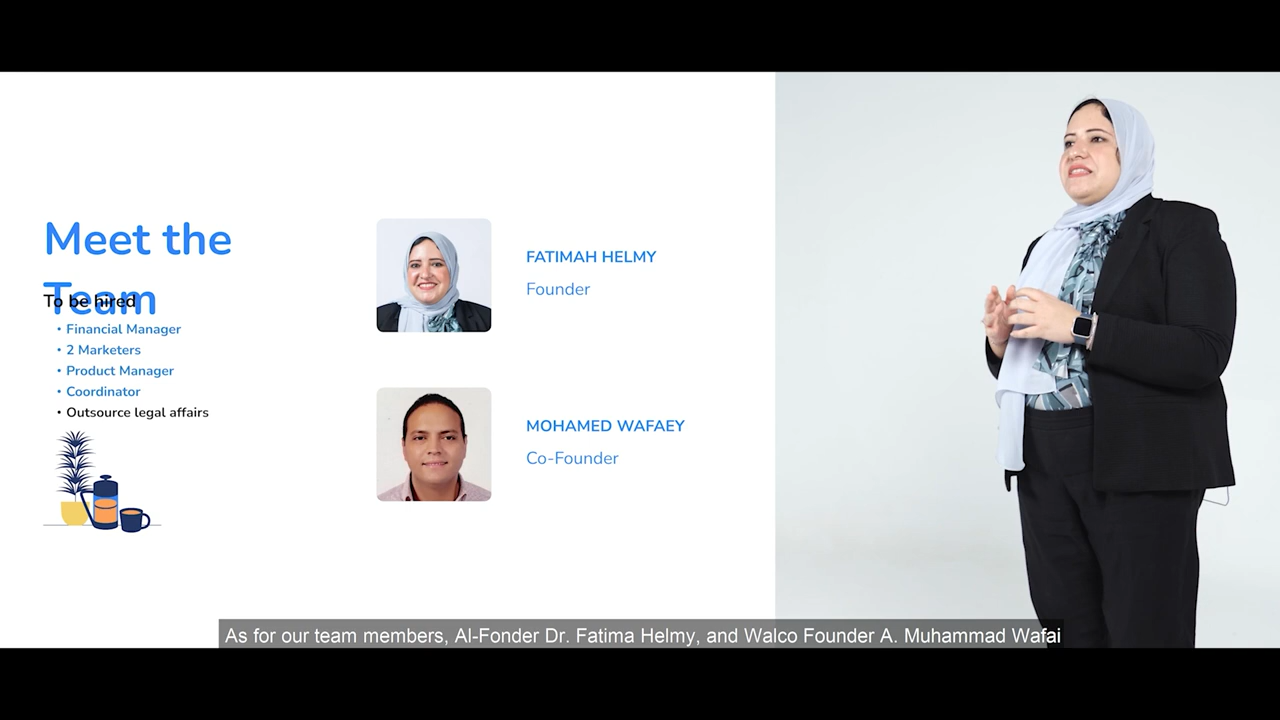 Meet the
Team
To be hired
• Financial Manager
• 2 Marketers
• Product Manager
• Coordinator
• Outsource legal affairs
FATIMAH HELMY
Founder
MOHAMED WAFAEY
Co-Founder
As for our team members, Al-Fonder Dr. Fatima Helmy, and Walco Founder A. Muhammad Wafai